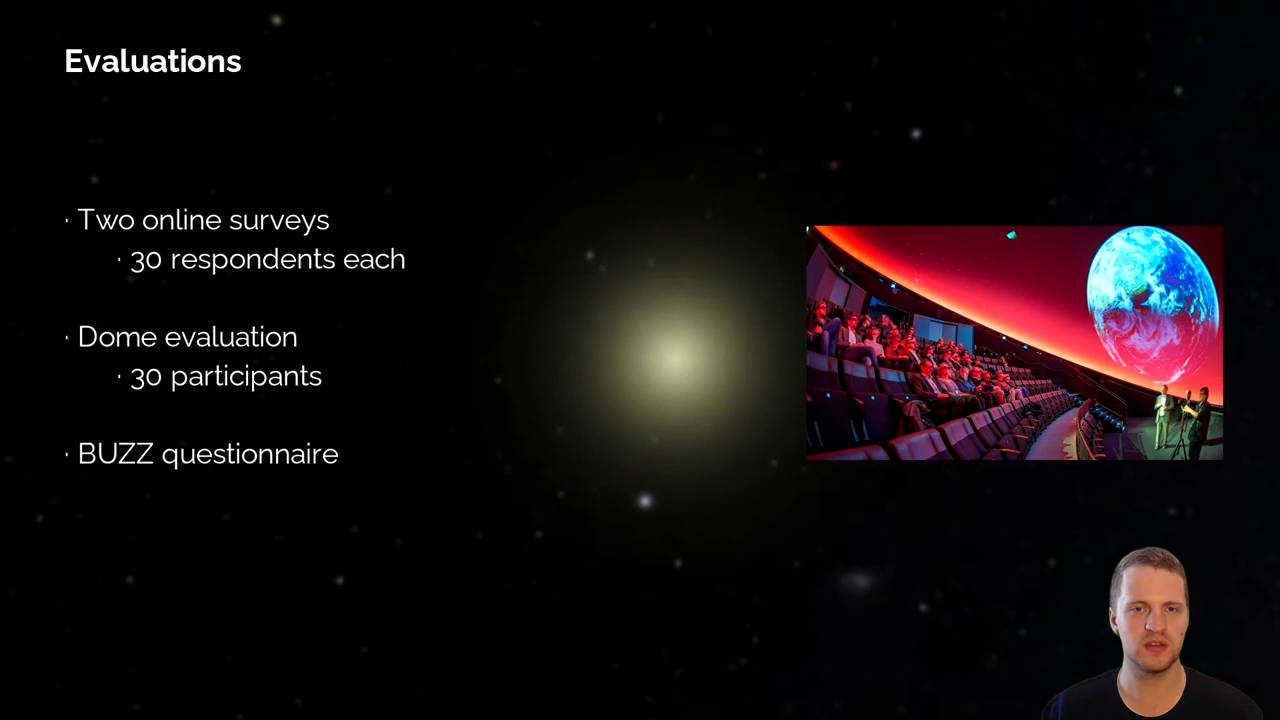 Evaluations
· Two online surveys
· 30 respondents each
· Dome evaluation
· 30 participants
· BUZZ questionnaire